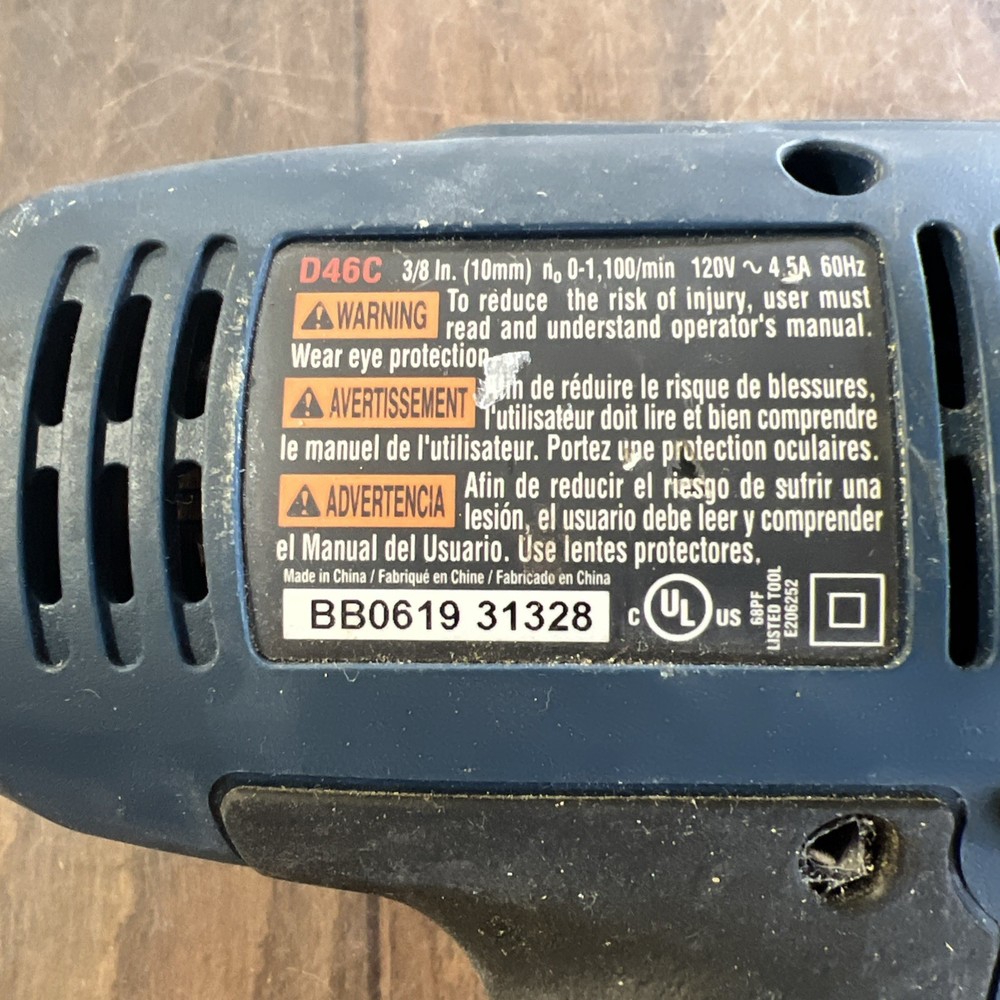 D46C 3/8 In. (10mm) n₀ 0-1,100/min 120V ~ 4.5A 60Hz
WARNING To reduce the risk of injury, user must
read and understand operator's manual.
Wear eye protection
AVERTISSEMENT Afin de réduire le risque de blessures,
l'utilisateur doit lire et bien comprendre
le manuel de l'utilisateur. Portez une protection oculaires.
ADVERTENCIA Afin de reducir el riesgo de sufrir una
lesión, el usuario debe leer y comprender
el Manual del Usuario. Use lentes protectores.
Made in China / Fabriqué en Chine / Fabricado en China
BB0619 31328
C UL US
68PF
LISTED TOOL
E206252